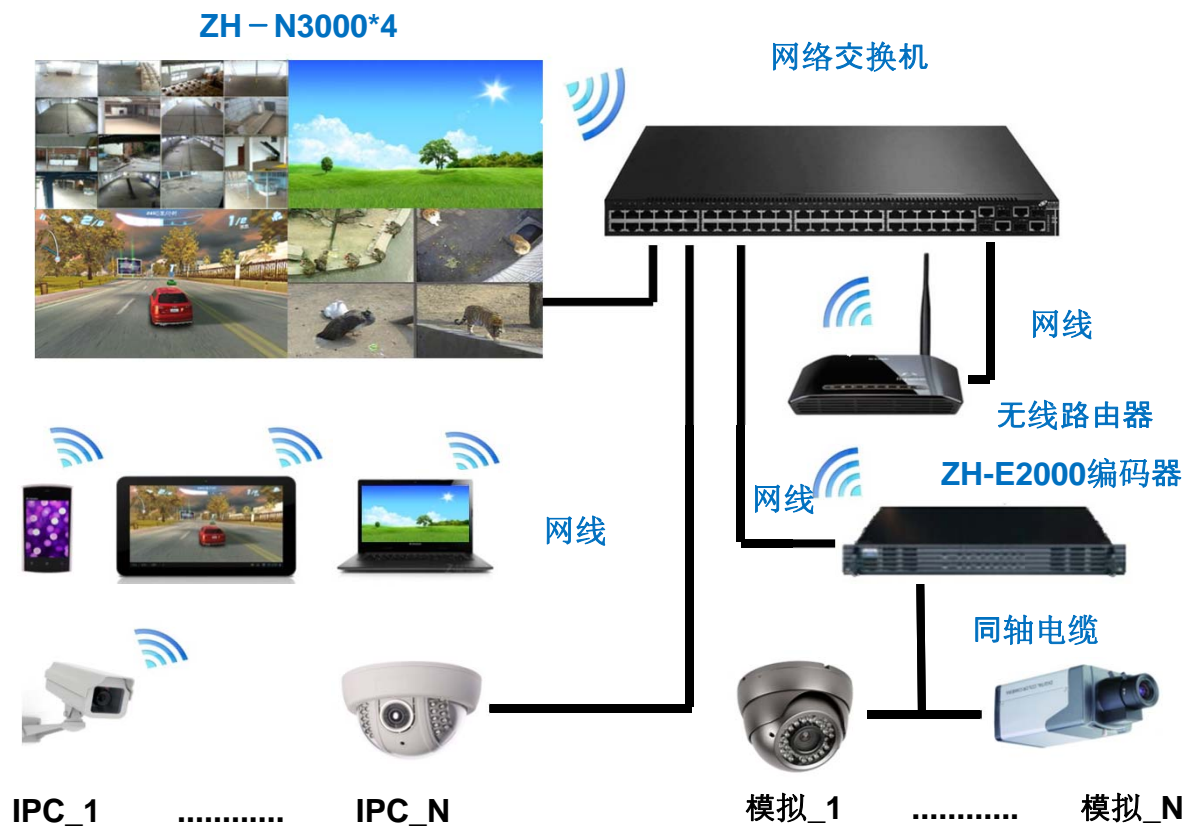 ZH－N3000*4
网络交换机
网线
无线路由器
ZH-E2000编码器
网线
网线
同轴电缆
IPC_1
............
IPC_N
模拟_1
............
模拟_N